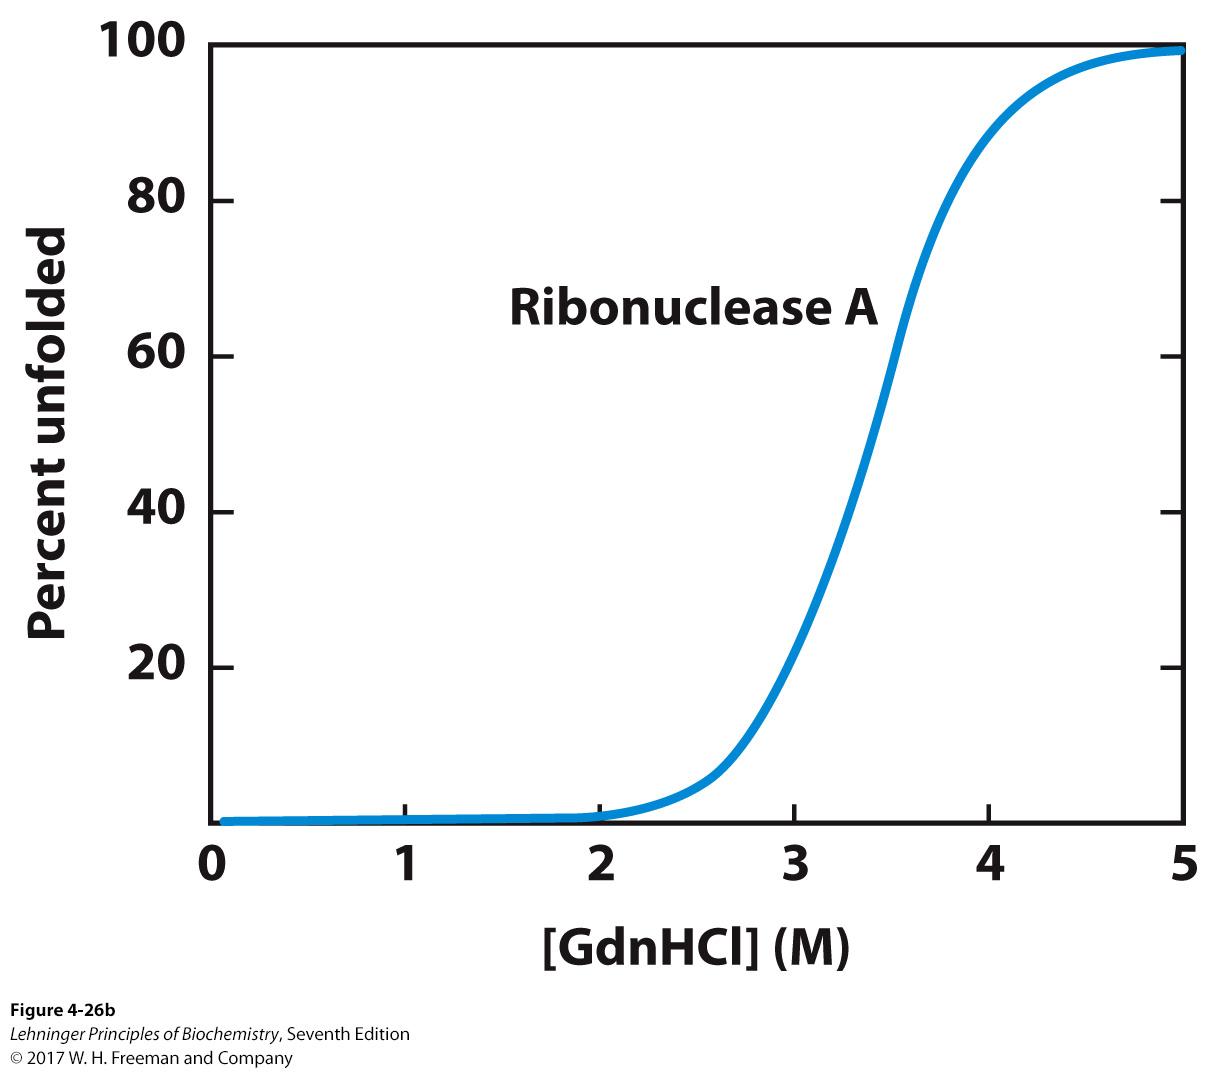 100
80
60
40
20
Percent unfolded
Ribonuclease A
0 1 2 3 4 5
[GdnHCl] (M)
Figure 4-26b
Lehninger Principles of Biochemistry, Seventh Edition
© 2017 W. H. Freeman and Company